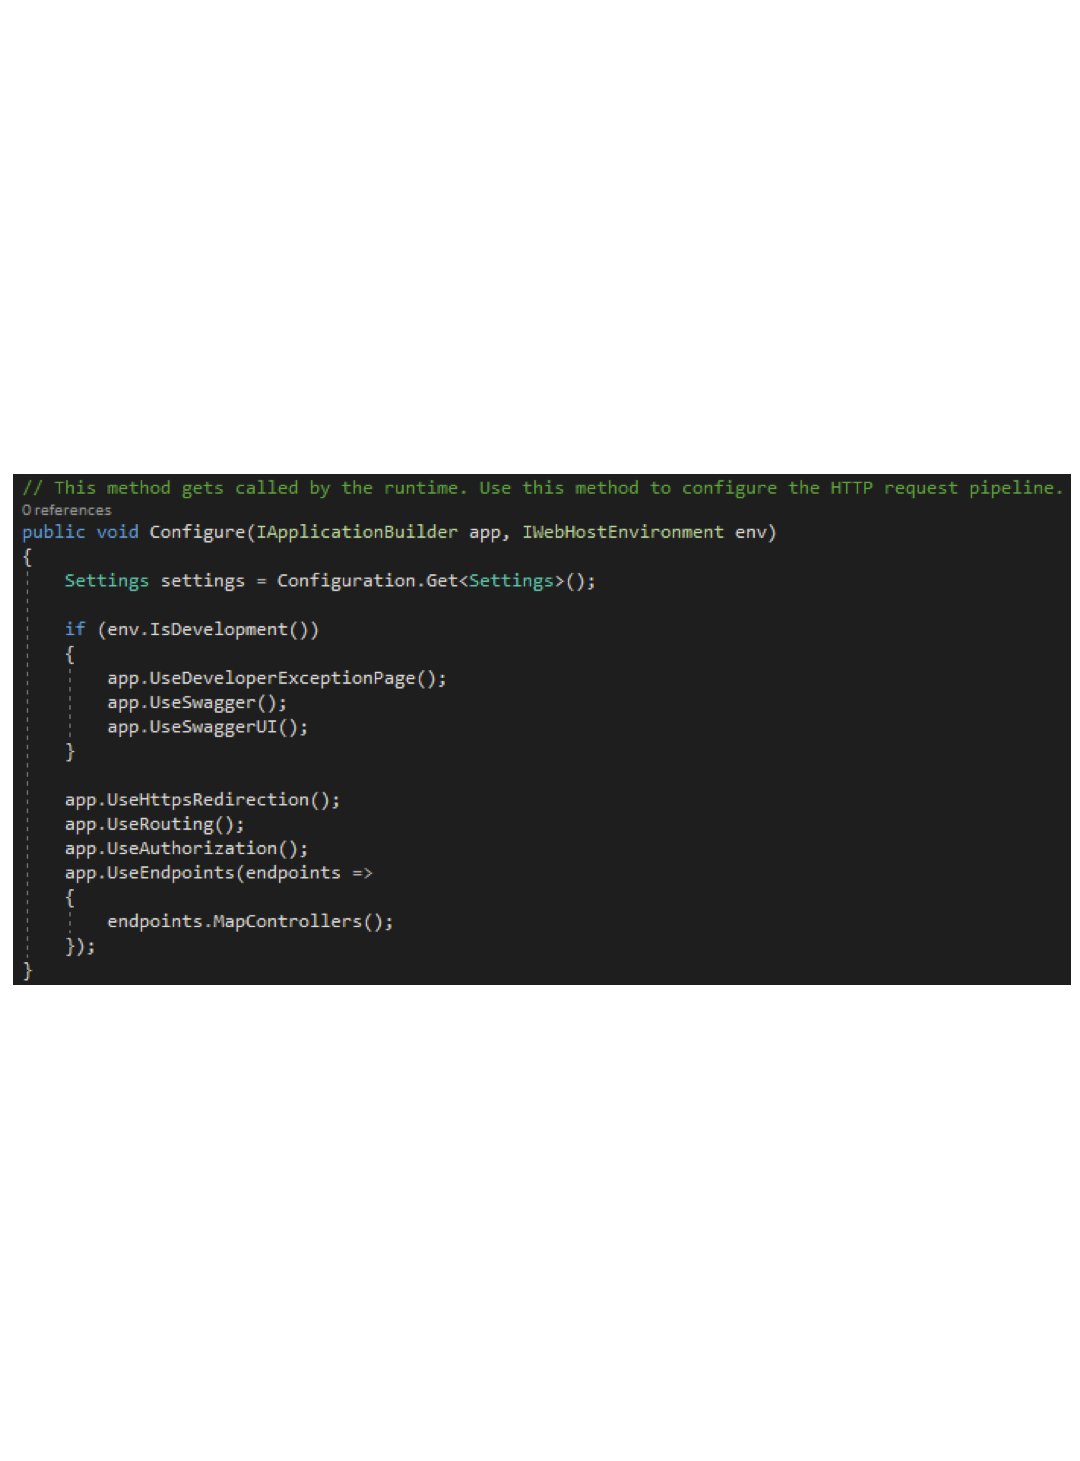 // This method gets called by the runtime. Use this method to configure the HTTP request pipeline.
0 references
public void Configure(IApplicationBuilder app, IWebHostEnvironment env)
{
    Settings settings = Configuration.Get<Settings>();

    if (env.IsDevelopment())
    {
        app.UseDeveloperExceptionPage();
        app.UseSwagger();
        app.UseSwaggerUI();
    }

    app.UseHttpsRedirection();
    app.UseRouting();
    app.UseAuthorization();
    app.UseEndpoints(endpoints =>
    {
        endpoints.MapControllers();
    });
}